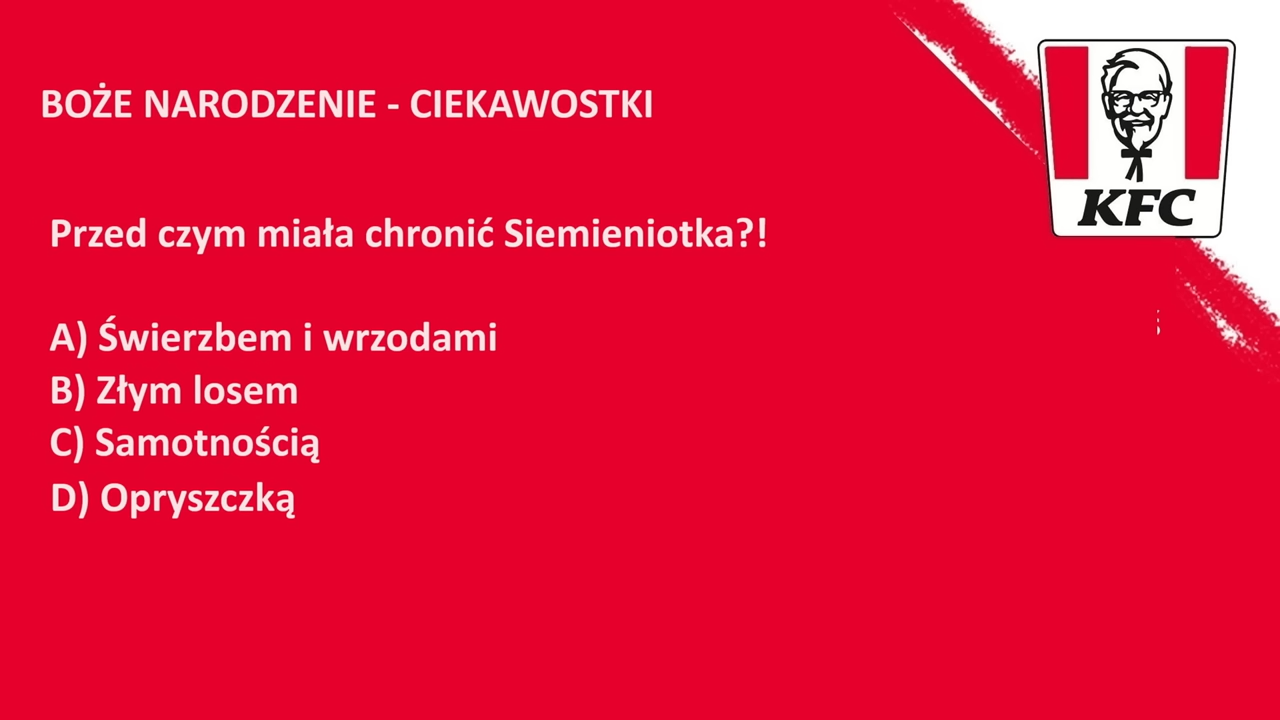 BOŻE NARODZENIE - CIEKAWOSTKI
KFC
Przed czym miała chronić Siemieniotka?!
A) Świerzbem i wrzodami
B) Złym losem
C) Samotnością
D) Opryszczką